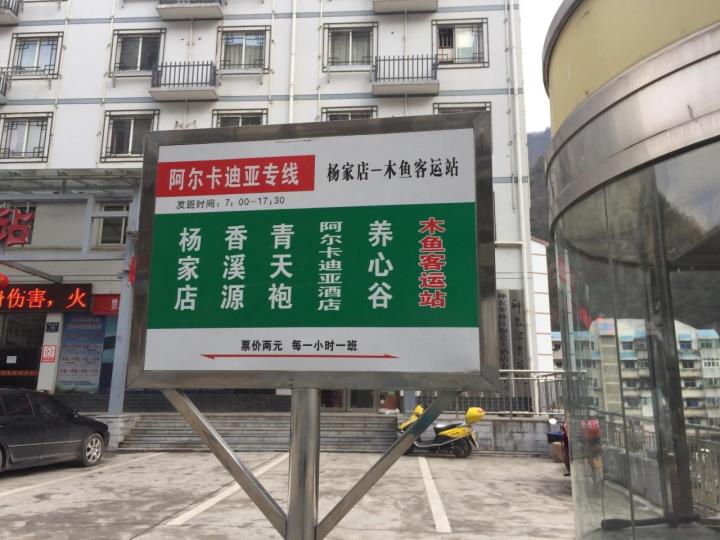 阿尔卡迪亚专线
杨家店－木鱼客运站
发班时间：7：00-17:30
杨家店
香溪源
青天袍
阿尔卡迪亚酒店
养心谷
木鱼客运站
票价两元 每一小时一班
站
伤害，火